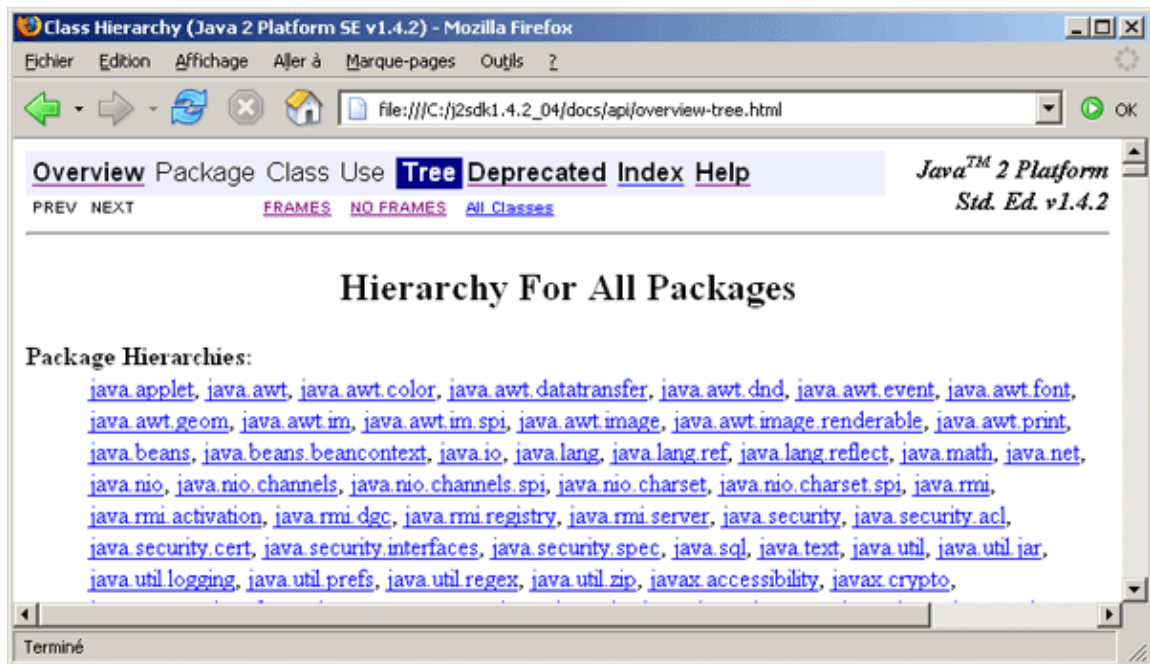 Class Hierarchy (Java 2 Platform SE v1.4.2) - Mozilla Firefox
Fichier Edition Affichage Aller à Marque-pages Outils ?
file:///C:/j2sdk1.4.2_04/docs/api/overview-tree.html OK
Overview Package Class Use Tree Deprecated Index Help
Java™ 2 Platform
Std. Ed. v1.4.2
PREV NEXT FRAMES NO FRAMES All Classes
Hierarchy For All Packages
Package Hierarchies:
java.applet, java.awt, java.awt.color, java.awt.datatransfer, java.awt.dnd, java.awt.event, java.awt.font,
java.awt.geom, java.awt.im, java.awt.im.spi, java.awt.image, java.awt.image.renderable, java.awt.print,
java.beans, java.beans.beancontext, java.io, java.lang, java.lang.ref, java.lang.reflect, java.math, java.net,
java.nio, java.nio.channels, java.nio.channels.spi, java.nio.charset, java.nio.charset.spi, java.rmi,
java.rmi.activation, java.rmi.dgc, java.rmi.registry, java.rmi.server, java.security, java.security.acl,
java.security.cert, java.security.interfaces, java.security.spec, java.sql, java.text, java.util, java.util.jar,
java.util.logging, java.util.prefs, java.util.regex, java.util.zip, javax.accessibility, javax.crypto,
Terminé